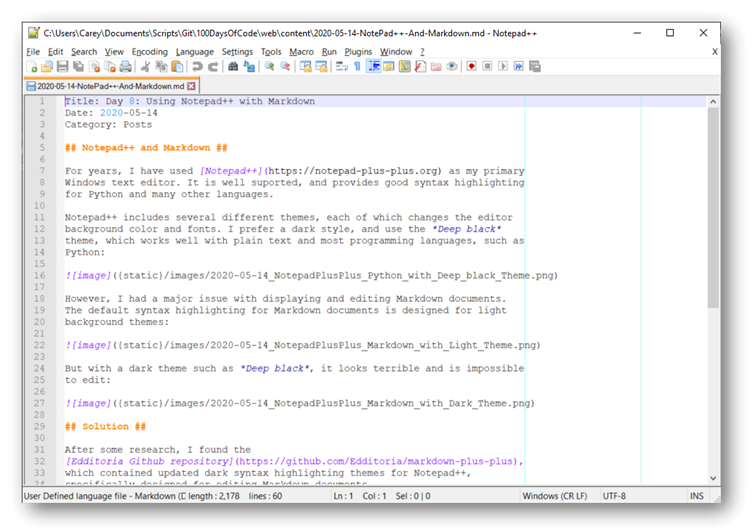 C:\Users\Carey\Documents\Scripts\Git\100DaysOfCode\web\content\2020-05-14-NotePad++-And-Markdown.md - Notepad++
File Edit Search View Encoding Language Settings Tools Macro Run Plugins Window ? X
2020-05-14-NotePad++-And-Markdown.md
1 Title: Day 8: Using Notepad++ with Markdown
2 Date: 2020-05-14
3 Category: Posts
4
5 ## Notepad++ and Markdown ##
6
7 For years, I have used [Notepad++](https://notepad-plus-plus.org) as my primary
8 Windows text editor. It is well suported, and provides good syntax highlighting
9 for Python and many other languages.
10
11 Notepad++ includes several different themes, each of which changes the editor
12 background color and fonts. I prefer a dark style, and use the *Deep black*
13 theme, which works well with plain text and most programming languages, such as
14 Python:
15
16 ![image]({static}/images/2020-05-14_NotepadPlusPlus_Python_with_Deep_black_Theme.png)
17
18 However, I had a major issue with displaying and editing Markdown documents.
19 The default syntax highlighting for Markdown documents is designed for light
20 background themes:
21
22 ![image]({static}/images/2020-05-14_NotepadPlusPlus_Markdown_with_Light_Theme.png)
23
24 But with a dark theme such as *Deep black*, it looks terrible and is impossible
25 to edit:
26
27 ![image]({static}/images/2020-05-14_NotepadPlusPlus_Markdown_with_Dark_Theme.png)
28
29 ## Solution ##
30
31 After some research, I found the
32 [Edditoria Github repository](https://github.com/Edditoria/markdown-plus-plus),
33 which contained updated dark syntax highlighting themes for Notepad++,
34 specifically designed for editing Markdown documents
User Defined language file - Markdown (D length : 2,178 lines : 60 Ln : 1 Col : 1 Sel : 0 | 0 Windows (CR LF) UTF-8 INS